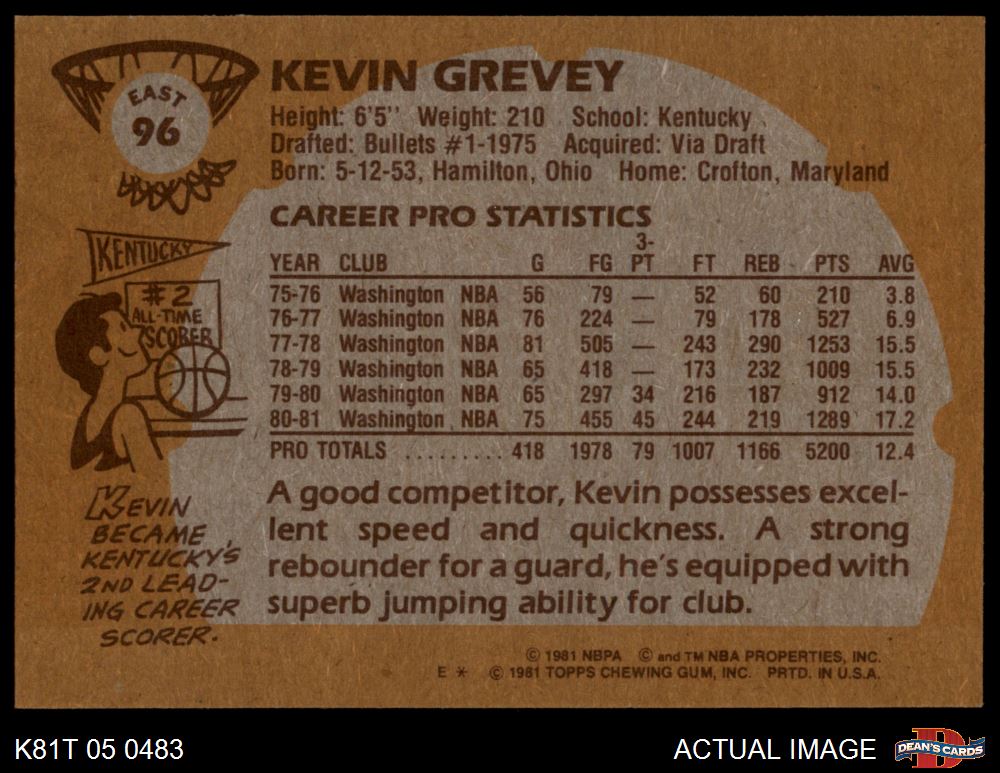 EAST
96
KEVIN GREVEY
Height: 6'5'' Weight: 210 School: Kentucky
Drafted: Bullets #1-1975 Acquired: Via Draft
Born: 5-12-53, Hamilton, Ohio Home: Crofton, Maryland
CAREER PRO STATISTICS
YEAR CLUB G FG 3-PT FT REB PTS AVG
75-76 Washington NBA 56 79 — 52 60 210 3.8
76-77 Washington NBA 76 224 — 79 178 527 6.9
77-78 Washington NBA 81 505 — 243 290 1253 15.5
78-79 Washington NBA 65 418 — 173 232 1009 15.5
79-80 Washington NBA 65 297 34 216 187 912 14.0
80-81 Washington NBA 75 455 45 244 219 1289 17.2
PRO TOTALS ......... 418 1978 79 1007 1166 5200 12.4
KENTUCKY
#2
ALL-TIME
SCORER
KEVIN
BECAME
KENTUCKY'S
2ND LEAD-
ING CAREER
SCORER.
A good competitor, Kevin possesses excel-
lent speed and quickness. A strong
rebounder for a guard, he's equipped with
superb jumping ability for club.
© 1981 NBPA © and TM NBA PROPERTIES, INC.
E * © 1981 TOPPS CHEWING GUM, INC. PRTD. IN U.S.A.
K81T 05 0483
ACTUAL IMAGE
D
DEAN'S CARDS